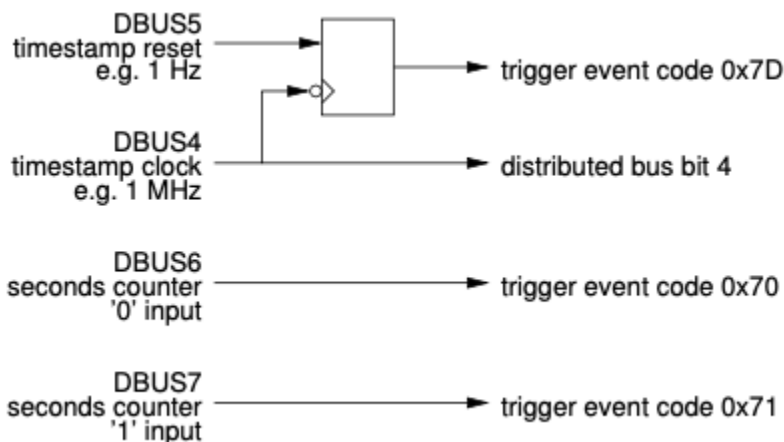 DBUS5
timestamp reset
e.g. 1 Hz
trigger event code 0x7D
DBUS4
timestamp clock
e.g. 1 MHz
distributed bus bit 4
DBUS6
seconds counter
'0' input
trigger event code 0x70
DBUS7
seconds counter
'1' input
trigger event code 0x71